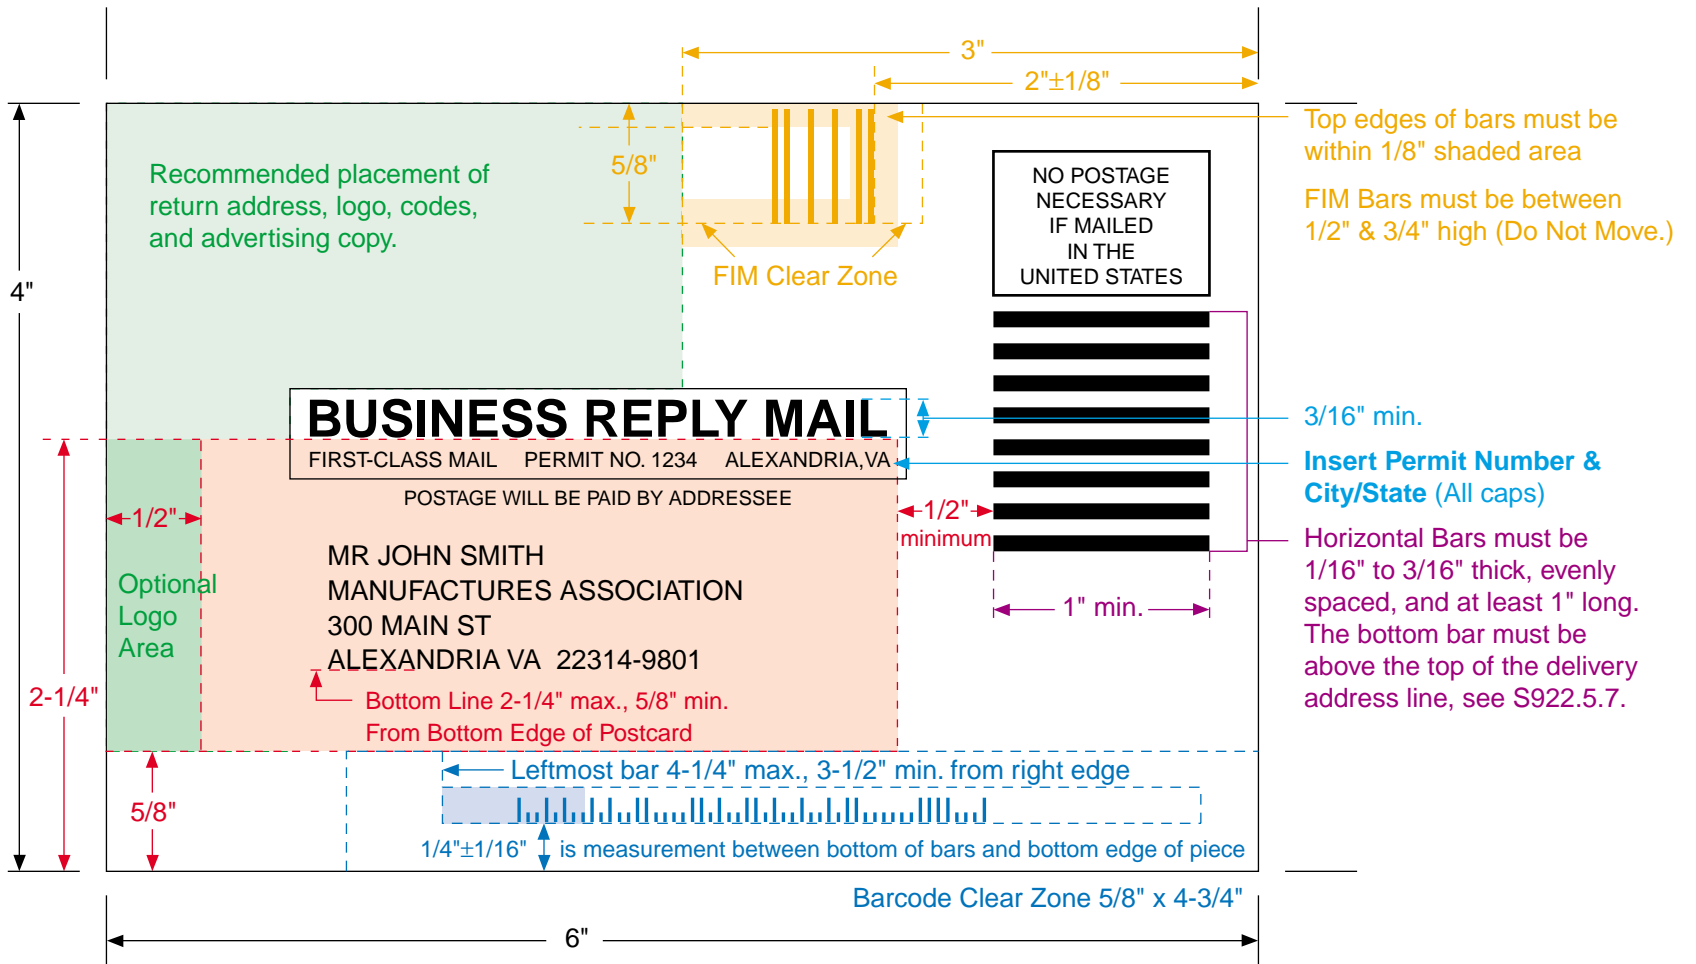 3"
2"±1/8"
4"
Recommended placement of
return address, logo, codes,
and advertising copy.
5/8"
FIM Clear Zone
NO POSTAGE
NECESSARY
IF MAILED
IN THE
UNITED STATES
Top edges of bars must be
within 1/8" shaded area
FIM Bars must be between
1/2" & 3/4" high (Do Not Move.)
BUSINESS REPLY MAIL
FIRST-CLASS MAIL PERMIT NO. 1234 ALEXANDRIA,VA
POSTAGE WILL BE PAID BY ADDRESSEE
3/16" min.
Insert Permit Number &
City/State (All caps)
1/2"
1/2"
minimum
Optional
Logo
Area
MR JOHN SMITH
MANUFACTURES ASSOCIATION
300 MAIN ST
ALEXANDRIA VA 22314-9801
1" min.
Horizontal Bars must be
1/16" to 3/16" thick, evenly
spaced, and at least 1" long.
The bottom bar must be
above the top of the delivery
address line, see S922.5.7.
2-1/4"
Bottom Line 2-1/4" max., 5/8" min.
From Bottom Edge of Postcard
5/8"
Leftmost bar 4-1/4" max., 3-1/2" min. from right edge
1/4"±1/16" is measurement between bottom of bars and bottom edge of piece
Barcode Clear Zone 5/8" x 4-3/4"
6"